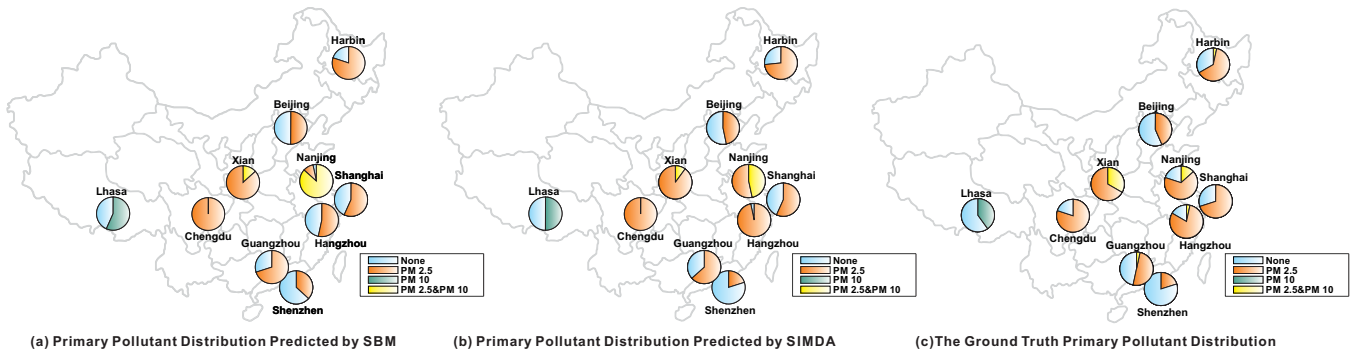 Harbin
Beijing
Xian
Nanjing
Shanghai
Lhasa
Chengdu
Hangzhou
Guangzhou
Shenzhen
None
PM 2.5
PM 10
PM 2.5&PM 10
(a) Primary Pollutant Distribution Predicted by SBM
Harbin
Beijing
Xian
Nanjing
Shanghai
Lhasa
Chengdu
Hangzhou
Guangzhou
Shenzhen
None
PM 2.5
PM 10
PM 2.5&PM 10
(b) Primary Pollutant Distribution Predicted by SIMDA
Harbin
Beijing
Xian
Nanjing
Shanghai
Lhasa
Chengdu
Hangzhou
Guangzhou
Shenzhen
None
PM 2.5
PM 10
PM 2.5&PM 10
(c)The Ground Truth Primary Pollutant Distribution